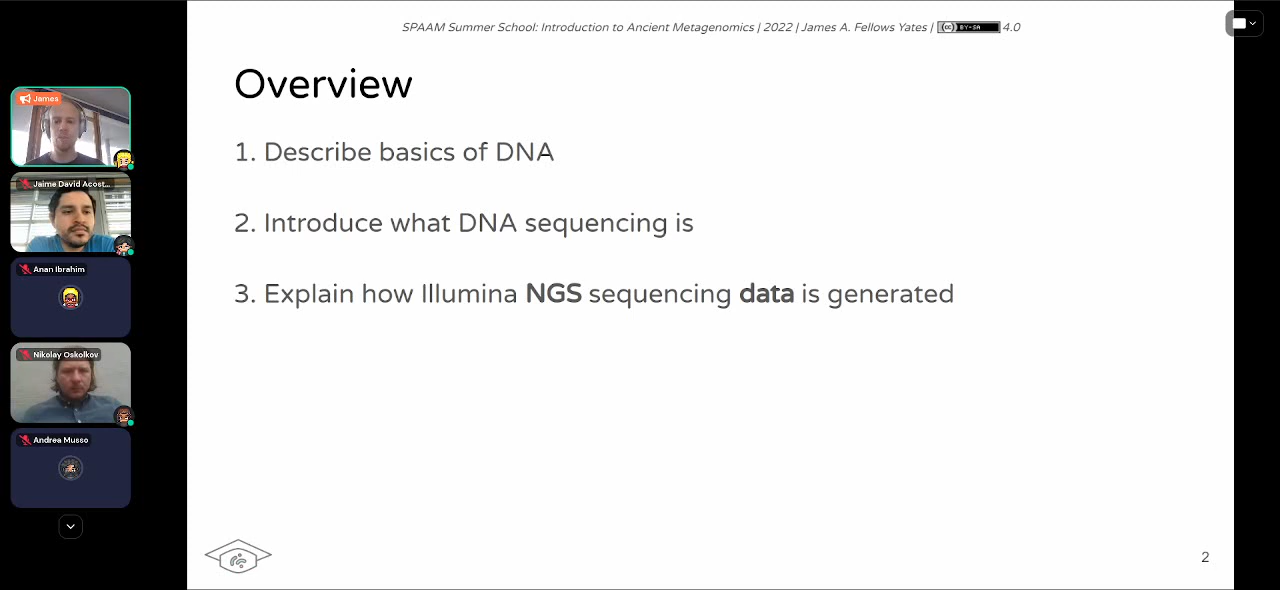 SPAAM Summer School: Introduction to Ancient Metagenomics | 2022 | James A. Fellows Yates | (cc) BY-SA 4.0
Overview
1. Describe basics of DNA
2. Introduce what DNA sequencing is
3. Explain how Illumina NGS sequencing data is generated
2
James
Jaime David Acost...
Anan Ibrahim
Nikolay Oskolkov
Andrea Musso